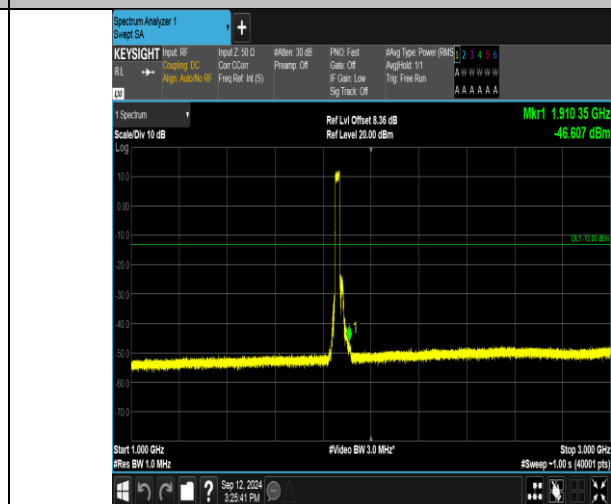 Spectrum Analyzer 1
Swept SA
+
KEYSIGHT
RL
LXI
Input: RF
Coupling: DC
Align: Auto/No RF
Input Z: 50 Ω
Corr CCorr
Freq Ref: Int (S)
#Atten: 30 dB
Preamp: Off
PNO: Fast
Gate: Off
IF Gain: Low
Sig Track: Off
#Avg Type: Power (RMS
Avg|Hold: 1/1
Trig: Free Run
1 2 3 4 5 6
A W W W W W
A A A A A A
1 Spectrum
Scale/Div 10 dB
Log
Ref Lvl Offset 8.36 dB
Ref Level 20.00 dBm
Mkr1 1.910 35 GHz
-46.607 dBm
10.0
0.00
-10.0
-20.0
-30.0
-40.0
-50.0
-60.0
-70.0
DL1 -13.00 dBm
1
Start 1.000 GHz
#Res BW 1.0 MHz
#Video BW 3.0 MHz*
Stop 3.000 GHz
#Sweep ~1.00 s (40001 pts)
?
Sep 12, 2024
3:25:41 PM